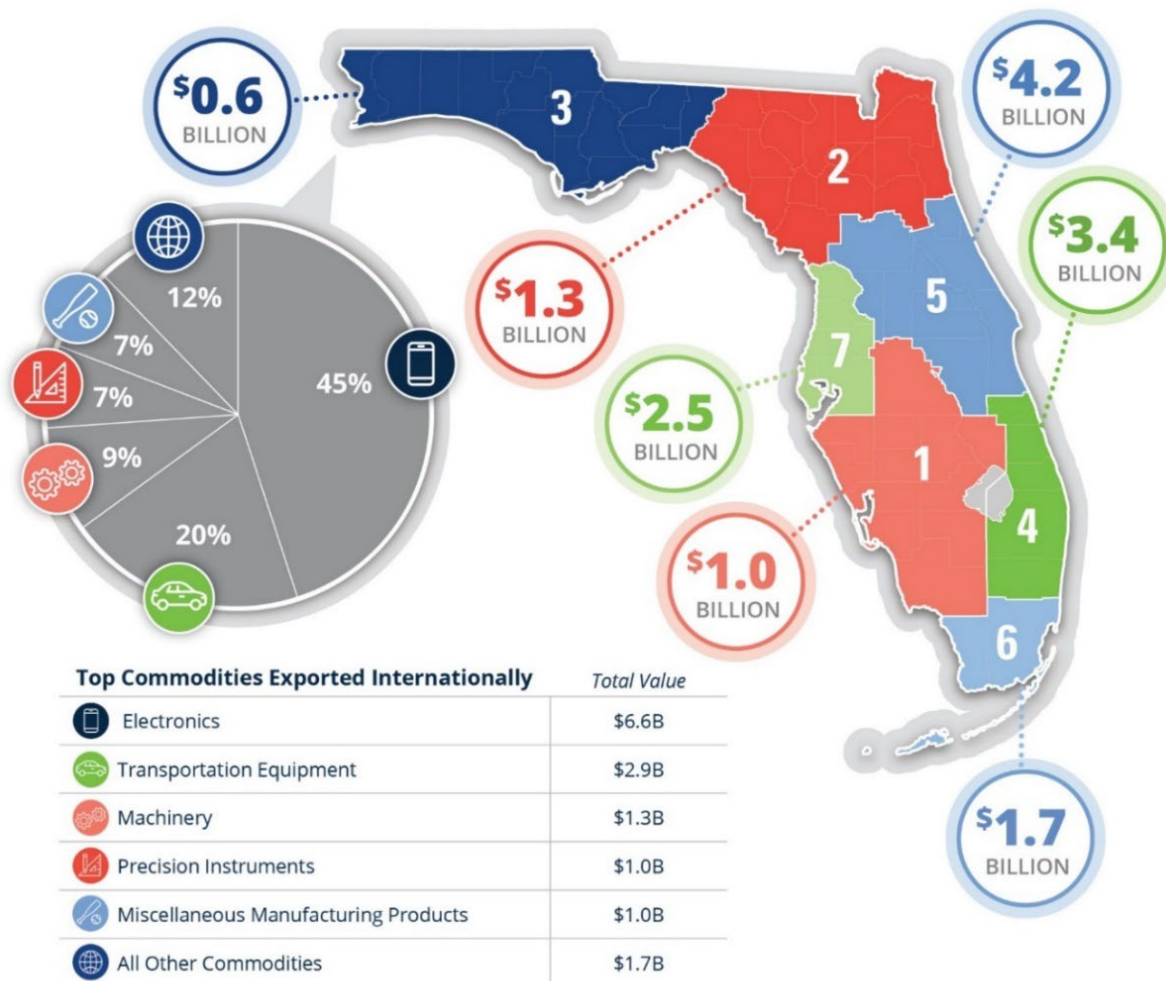 $0.6
BILLION
3
2
$4.2
BILLION
$3.4
BILLION
$1.3
BILLION
5
12%
7%
7%
9%
20%
45%
7
$2.5
BILLION
1
4
$1.0
BILLION
6
$1.7
BILLION
Top Commodities Exported Internationally Total Value
Electronics $6.6B
Transportation Equipment $2.9B
Machinery $1.3B
Precision Instruments $1.0B
Miscellaneous Manufacturing Products $1.0B
All Other Commodities $1.7B